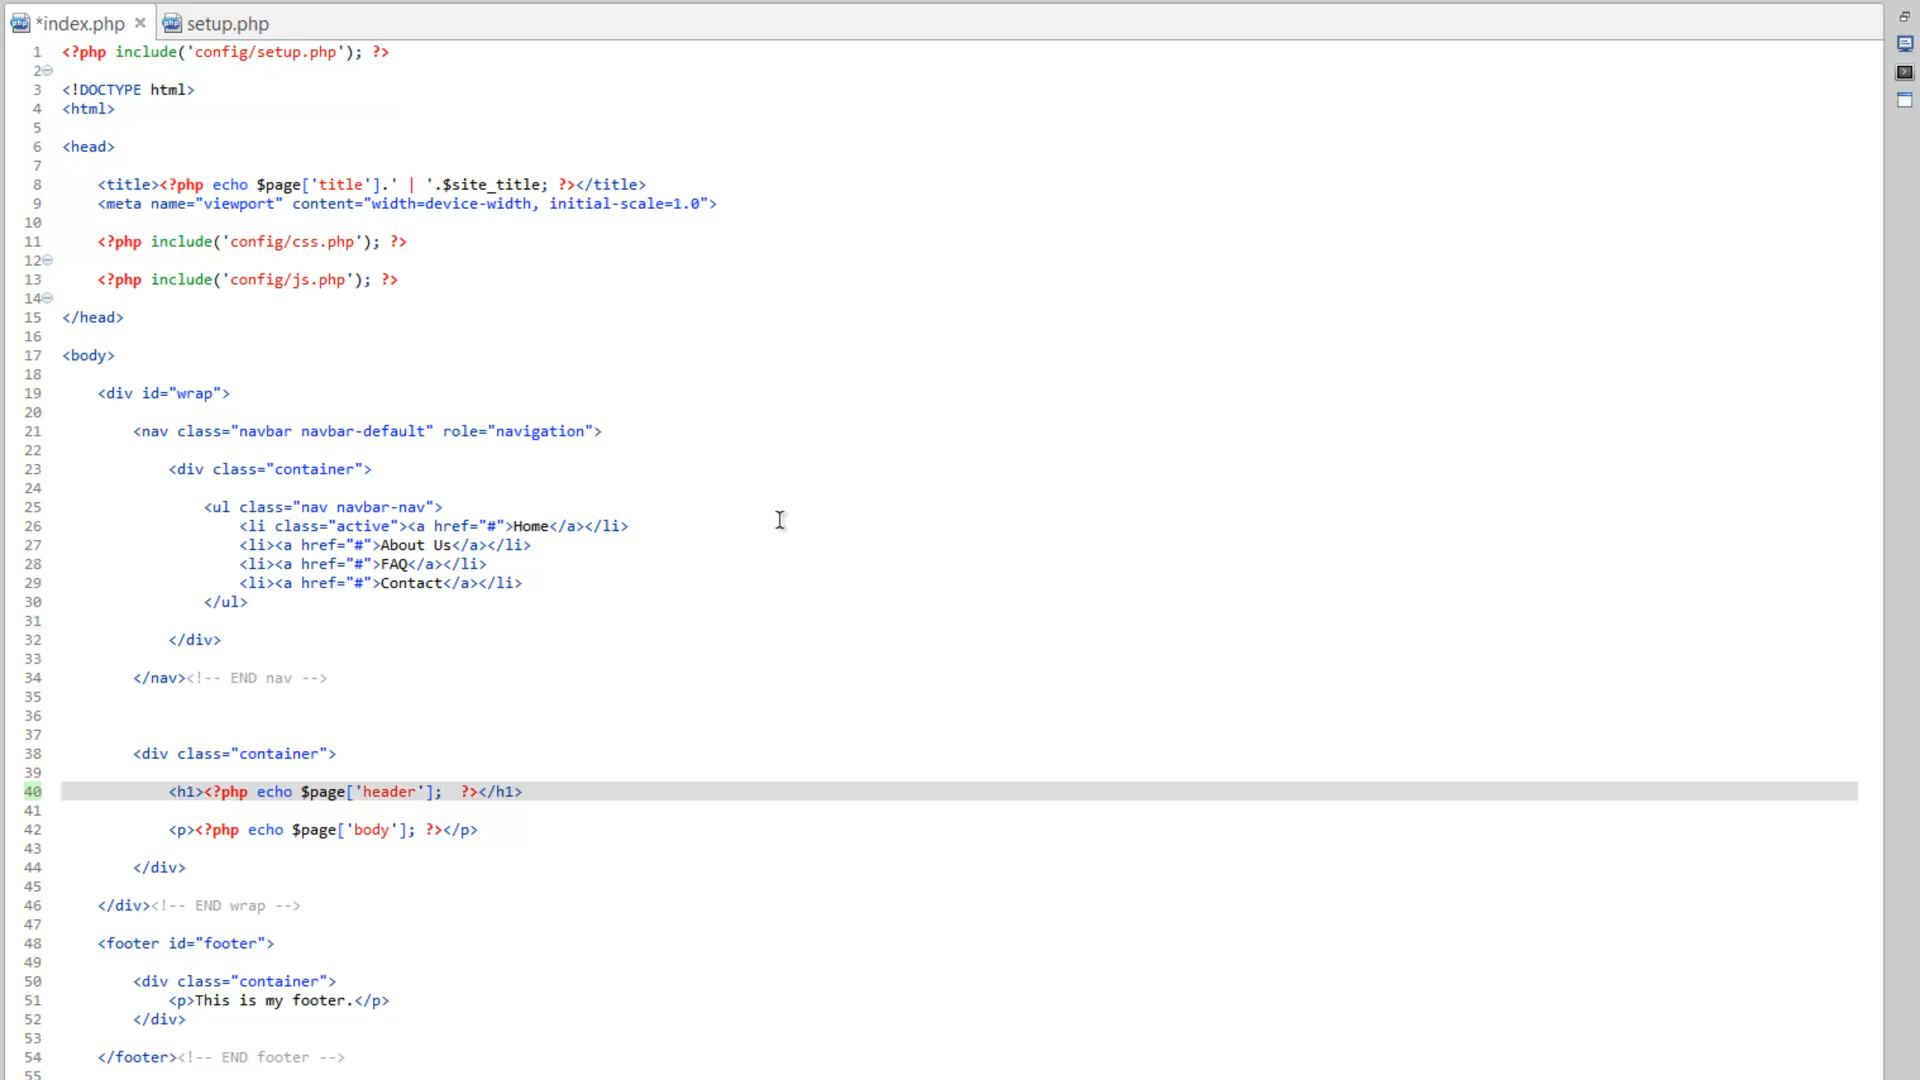 *index.php setup.php
1 <?php include('config/setup.php'); ?>
2
3 <!DOCTYPE html>
4 <html>
5
6 <head>
7
8 <title><?php echo $page['title'].' | '.$site_title; ?></title>
9 <meta name="viewport" content="width=device-width, initial-scale=1.0">
10
11 <?php include('config/css.php'); ?>
12
13 <?php include('config/js.php'); ?>
14
15 </head>
16
17 <body>
18
19 <div id="wrap">
20
21 <nav class="navbar navbar-default" role="navigation">
22
23 <div class="container">
24
25 <ul class="nav navbar-nav">
26 <li class="active"><a href="#">Home</a></li>
27 <li><a href="#">About Us</a></li>
28 <li><a href="#">FAQ</a></li>
29 <li><a href="#">Contact</a></li>
30 </ul>
31
32 </div>
33
34 </nav><!-- END nav -->
35
36
37
38 <div class="container">
39
40 <h1><?php echo $page['header'];  ?></h1>
41
42 <p><?php echo $page['body']; ?></p>
43
44 </div>
45
46 </div><!-- END wrap -->
47
48 <footer id="footer">
49
50 <div class="container">
51 <p>This is my footer.</p>
52 </div>
53
54 </footer><!-- END footer -->
55